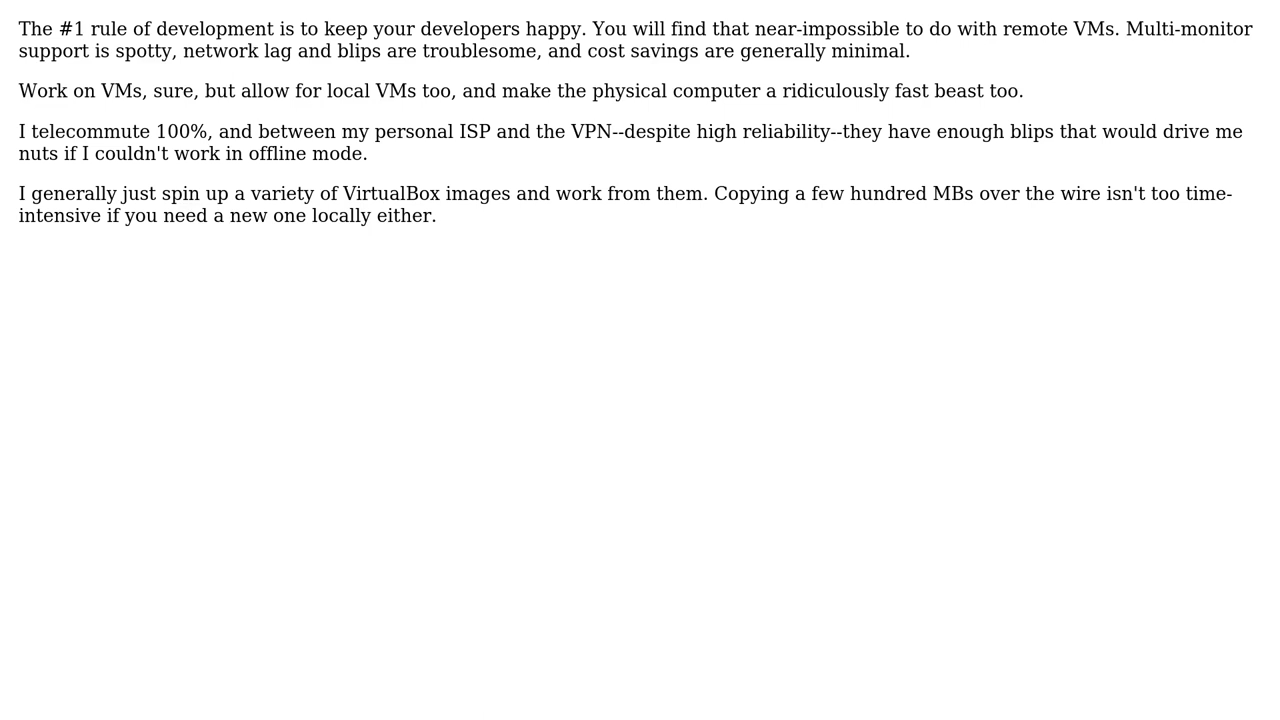 The #1 rule of development is to keep your developers happy. You will find that near-impossible to do with remote VMs. Multi-monitor
support is spotty, network lag and blips are troublesome, and cost savings are generally minimal.
Work on VMs, sure, but allow for local VMs too, and make the physical computer a ridiculously fast beast too.
I telecommute 100%, and between my personal ISP and the VPN--despite high reliability--they have enough blips that would drive me
nuts if I couldn't work in offline mode.
I generally just spin up a variety of VirtualBox images and work from them. Copying a few hundred MBs over the wire isn't too time-
intensive if you need a new one locally either.